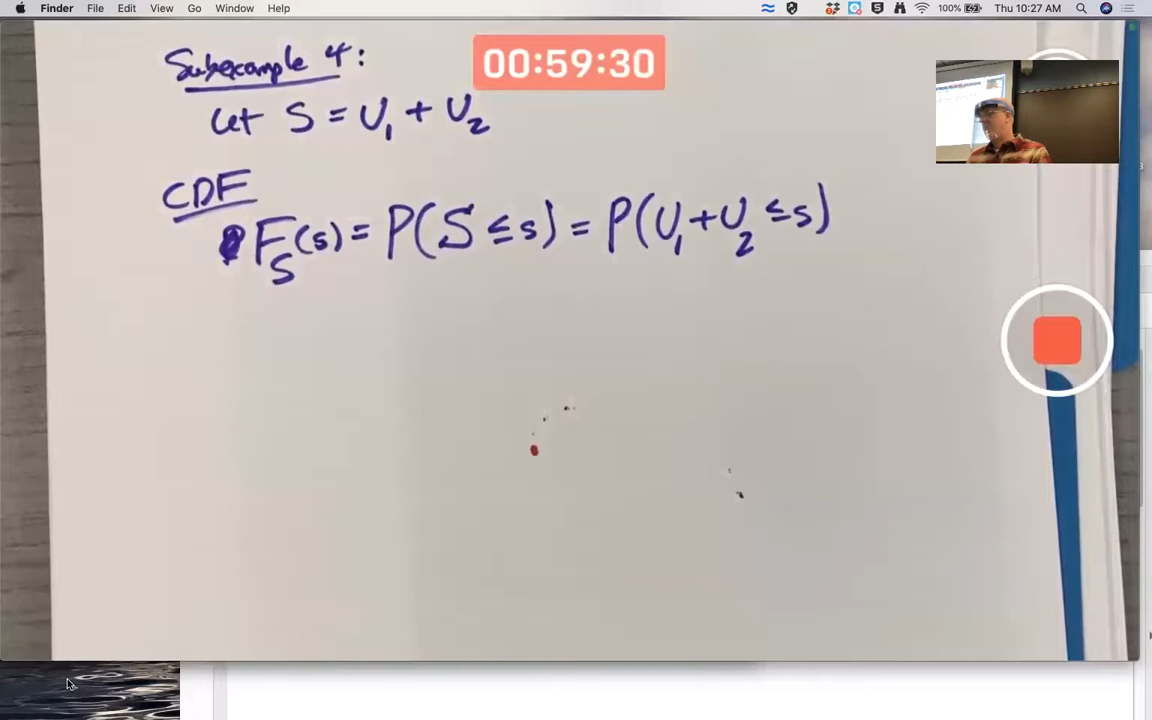 Finder File Edit View Go Window Help 100% Thu 10:27 AM
00:59:30
Subexample 4:
Let S = U₁ + U₂
CDF
F_S(s) = P(S ≤ s) = P(U₁+U₂ ≤ s)